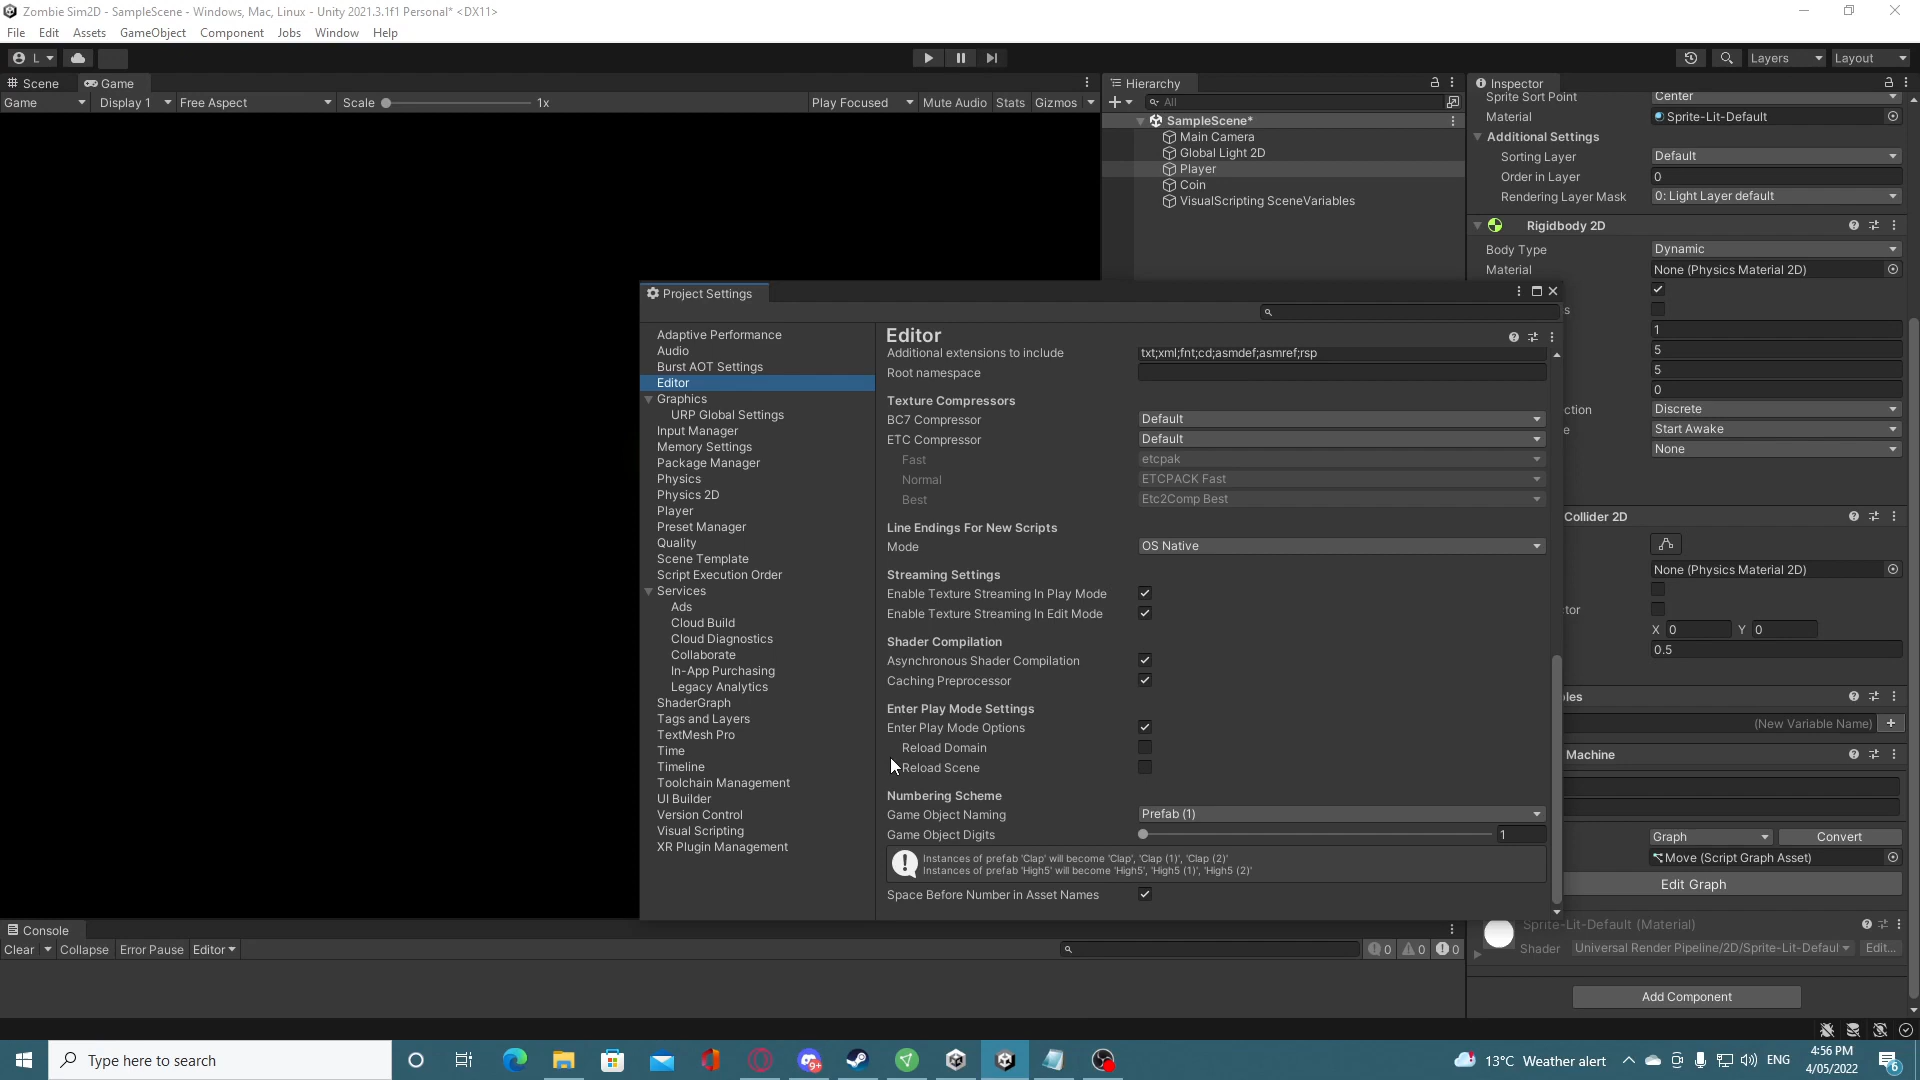 Zombie Sim2D - SampleScene - Windows, Mac, Linux - Unity 2021.3.1f1 Personal* <DX11>
File Edit Assets GameObject Component Jobs Window Help
L Layers Layout
Scene Game Hierarchy Inspector
Game Display 1 Free Aspect Scale 1x Play Focused Mute Audio Stats Gizmos All
SampleScene*
Main Camera
Global Light 2D
Player
Coin
VisualScripting SceneVariables
Sprite Sort Point Center
Material Sprite-Lit-Default
Additional Settings
Sorting Layer Default
Order in Layer 0
Rendering Layer Mask 0: Light Layer default
Rigidbody 2D
Body Type Dynamic
Material None (Physics Material 2D)
s
1
5
5
0
ction Discrete
e Start Awake
None
Collider 2D
None (Physics Material 2D)
tor
X 0 Y 0
0.5
les
(New Variable Name)
Machine
Graph Convert
Move (Script Graph Asset)
Edit Graph
Sprite-Lit-Default (Material)
Shader Universal Render Pipeline/2D/Sprite-Lit-Defaul Edit...
Add Component
Project Settings
Adaptive Performance
Audio
Burst AOT Settings
Editor
Graphics
URP Global Settings
Input Manager
Memory Settings
Package Manager
Physics
Physics 2D
Player
Preset Manager
Quality
Scene Template
Script Execution Order
Services
Ads
Cloud Build
Cloud Diagnostics
Collaborate
In-App Purchasing
Legacy Analytics
ShaderGraph
Tags and Layers
TextMesh Pro
Time
Timeline
Toolchain Management
UI Builder
Version Control
Visual Scripting
XR Plugin Management
Editor
Additional extensions to include txt;xml;fnt;cd;asmdef;asmref;rsp
Root namespace
Texture Compressors
BC7 Compressor Default
ETC Compressor Default
Fast etcpak
Normal ETCPACK Fast
Best Etc2Comp Best
Line Endings For New Scripts
Mode OS Native
Streaming Settings
Enable Texture Streaming In Play Mode
Enable Texture Streaming In Edit Mode
Shader Compilation
Asynchronous Shader Compilation
Caching Preprocessor
Enter Play Mode Settings
Enter Play Mode Options
Reload Domain
Reload Scene
Numbering Scheme
Game Object Naming Prefab (1)
Game Object Digits 1
Instances of prefab 'Clap' will become 'Clap', 'Clap (1)', 'Clap (2)'
Instances of prefab 'High5' will become 'High5', 'High5 (1)', 'High5 (2)'
Space Before Number in Asset Names
Console
Clear Collapse Error Pause Editor 0 0 0
Type here to search 9+ 13°C Weather alert ENG 4:56 PM
4/05/2022 6